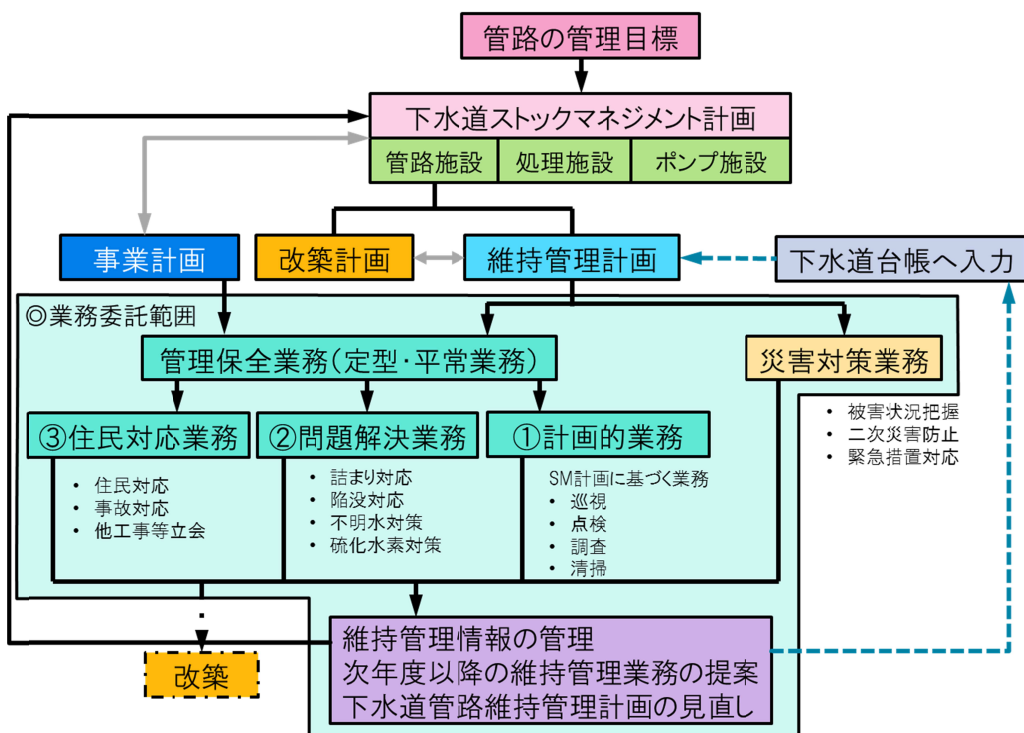 管路の管理目標
下水道ストックマネジメント計画
管路施設
処理施設
ポンプ施設
事業計画
改築計画
維持管理計画
下水道台帳へ入力
◎業務委託範囲
管理保全業務（定型・平常業務）
災害対策業務
• 被害状況把握
• 二次災害防止
• 緊急措置対応
③住民対応業務
②問題解決業務
①計画的業務
• 住民対応
• 事故対応
• 他工事等立会
• 詰まり対応
• 陥没対応
• 不明水対策
• 硫化水素対策
SM計画に基づく業務
• 巡視
• 点検
• 調査
• 清掃
改築
維持管理情報の管理
次年度以降の維持管理業務の提案
下水道管路維持管理計画の見直し